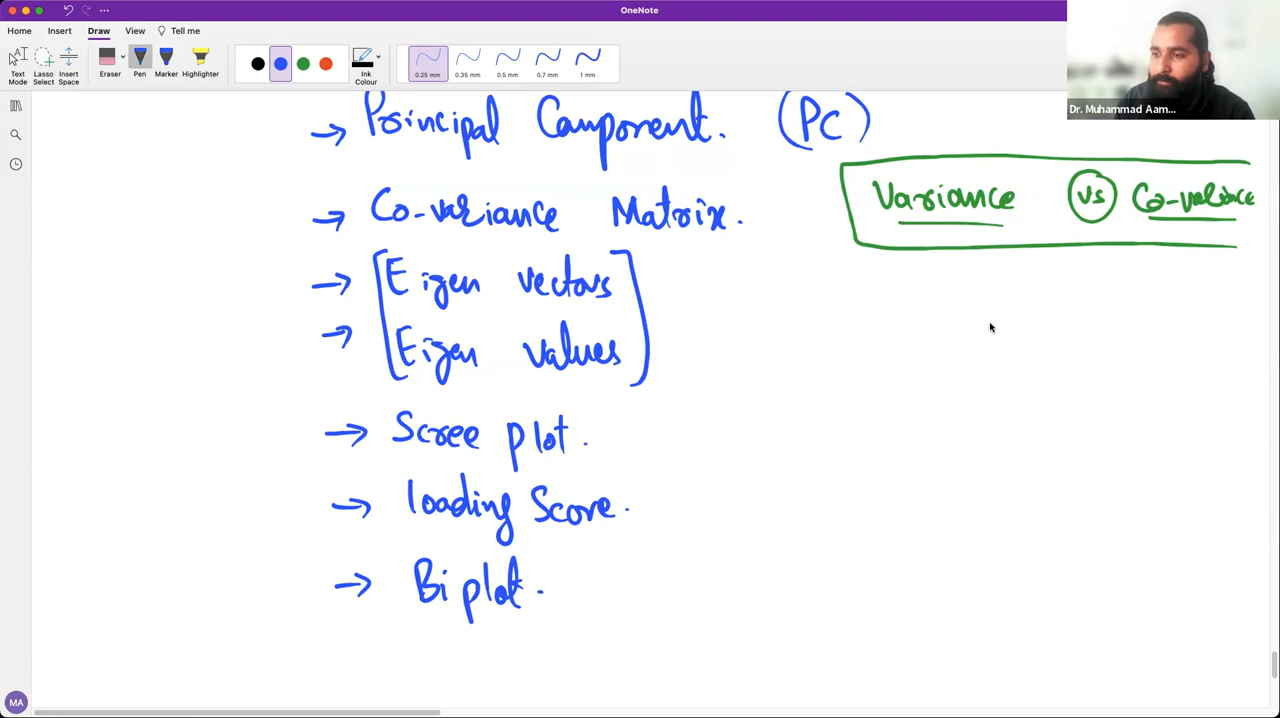 OneNote
Home Insert Draw View Tell me
Text Mode Lasso Select Insert Space Eraser Pen Marker Highlighter Ink Colour 0.25 mm 0.35 mm 0.5 mm 0.7 mm 1 mm
Dr. Muhammad Aam...
→ Principal Component. (PC)
Variance vs Co-variance
→ Co-variance Matrix.
→ [Eigen vectors
→ Eigen values]
→ Scree plot.
→ loading Score.
→ Bi plot.
MA